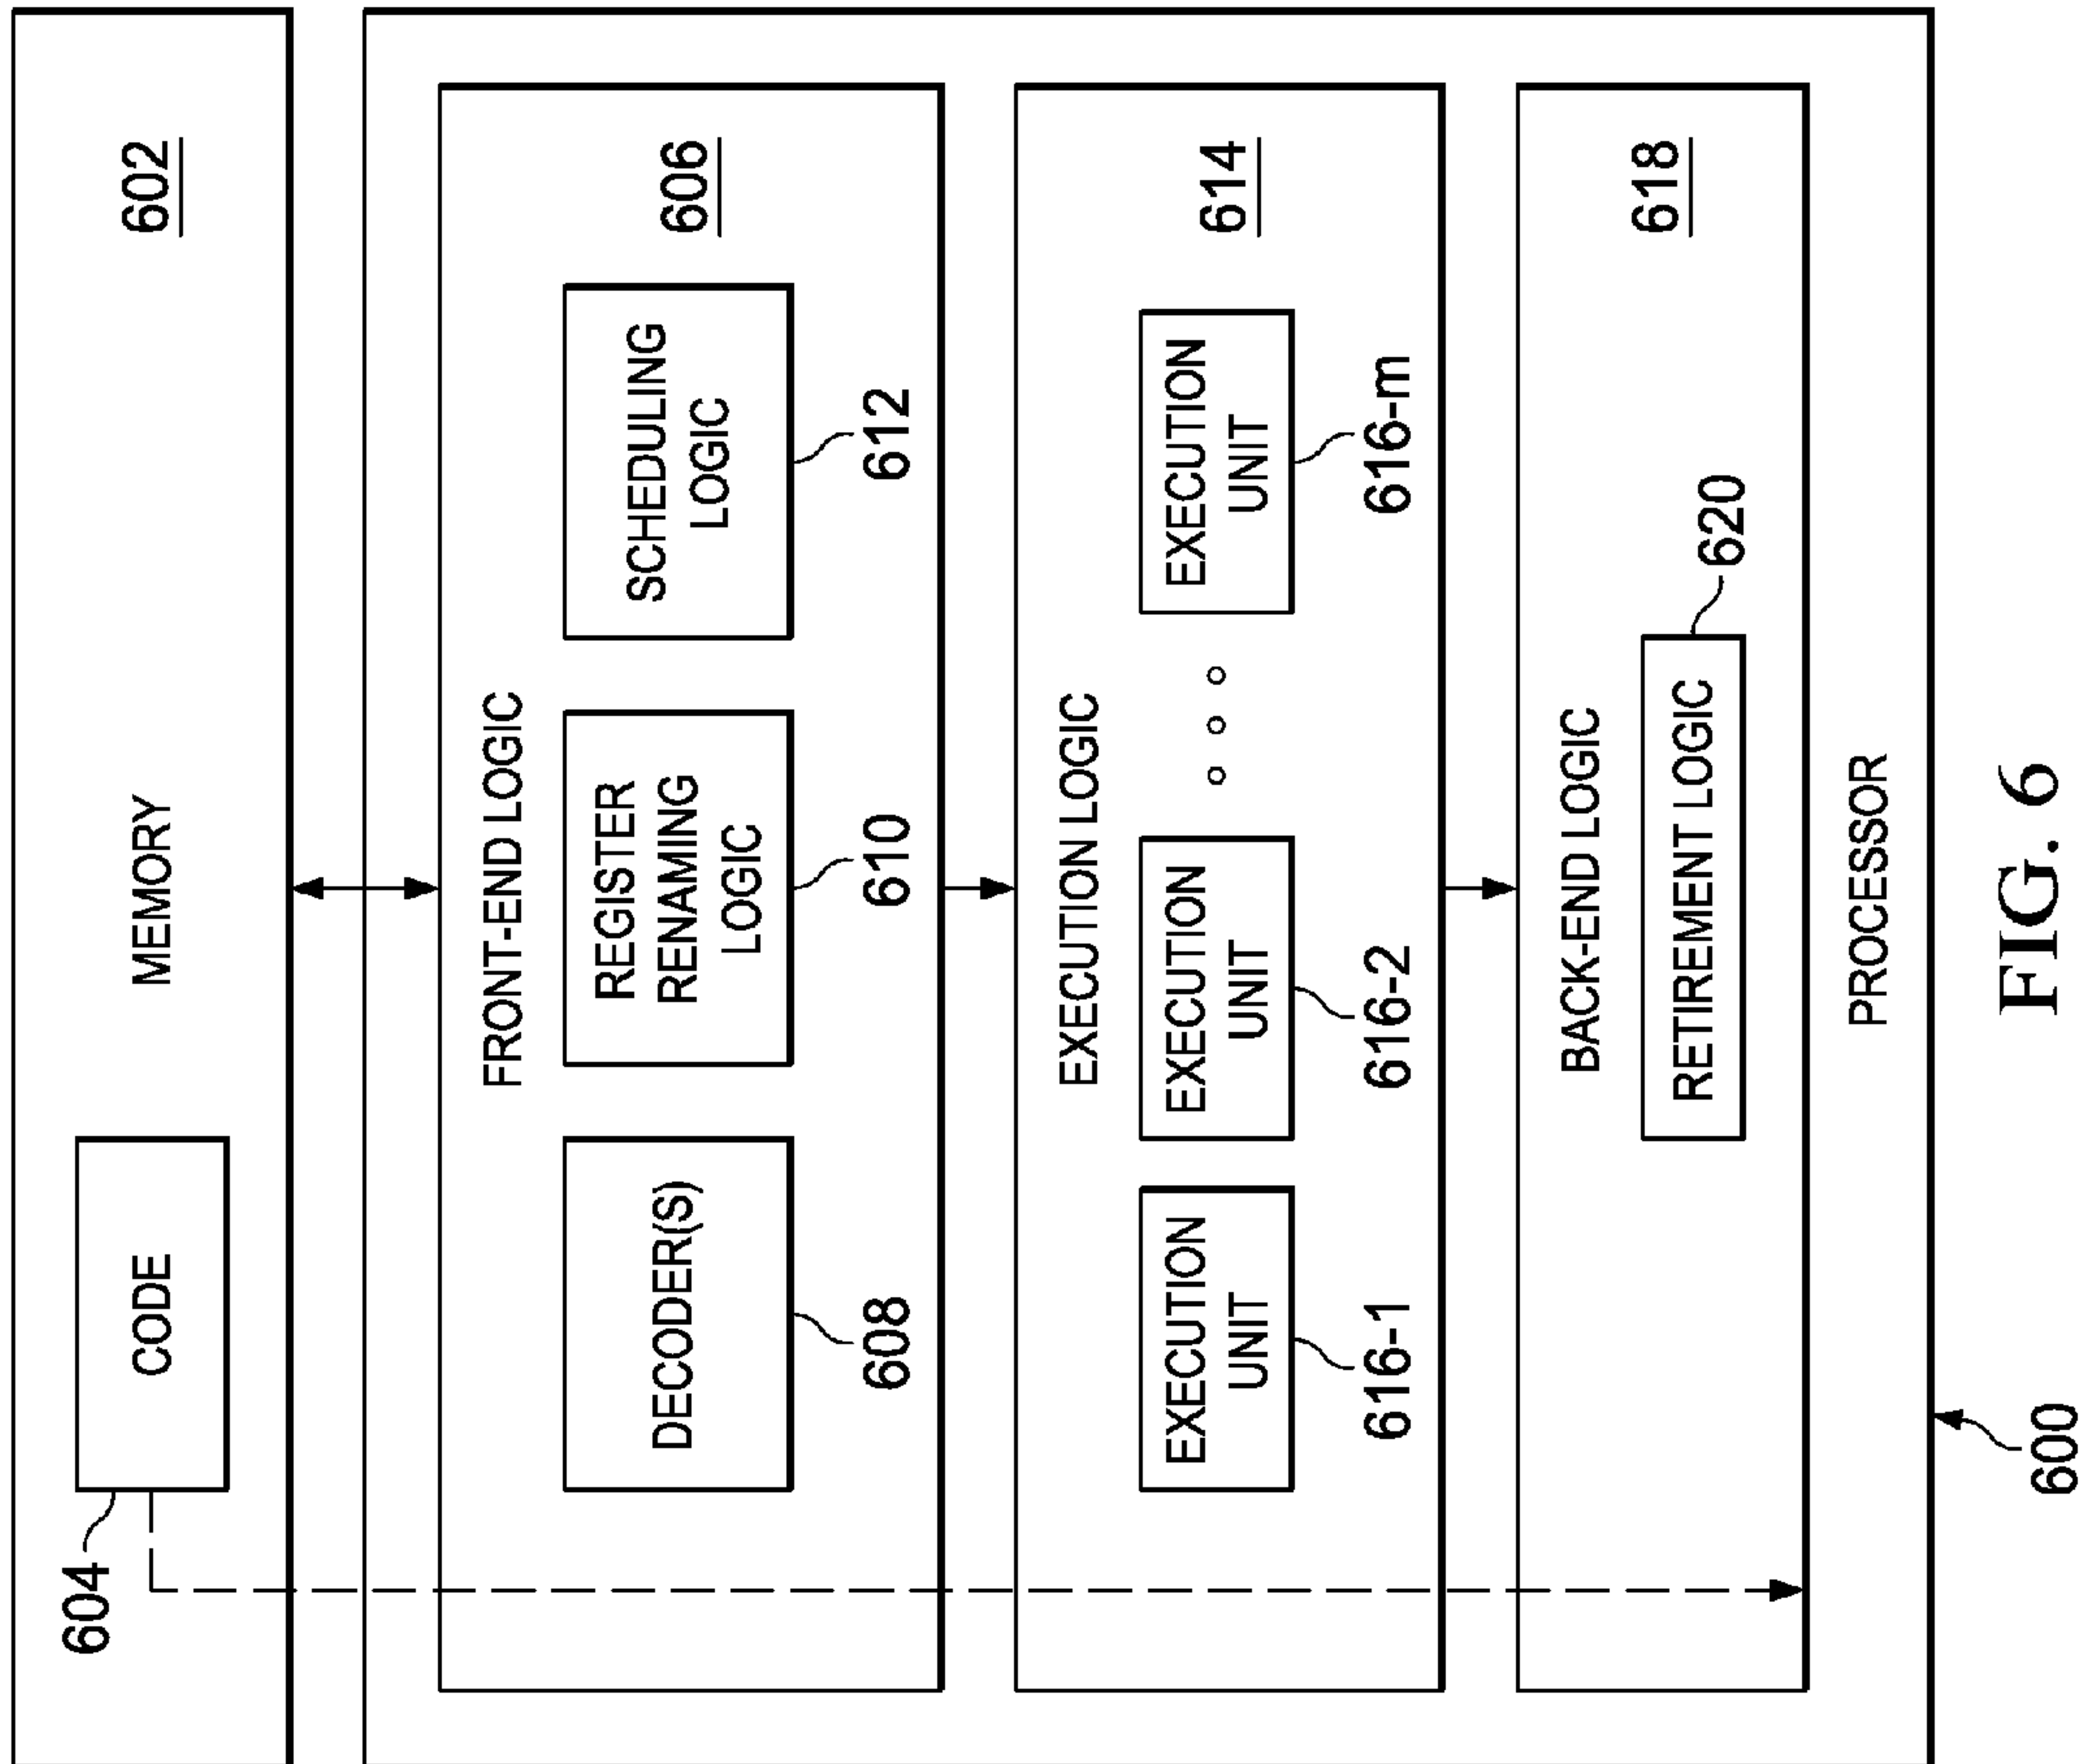 604
CODE
MEMORY
602
FRONT-END LOGIC
606
DECODER(S)
REGISTER
RENAMING
LOGIC
SCHEDULING
LOGIC
608
610
612
EXECUTION LOGIC
614
EXECUTION
UNIT
EXECUTION
UNIT
EXECUTION
UNIT
616-1
616-2
616-m
BACK-END LOGIC
618
RETIREMENT LOGIC
620
PROCESSOR
600
FIG. 6